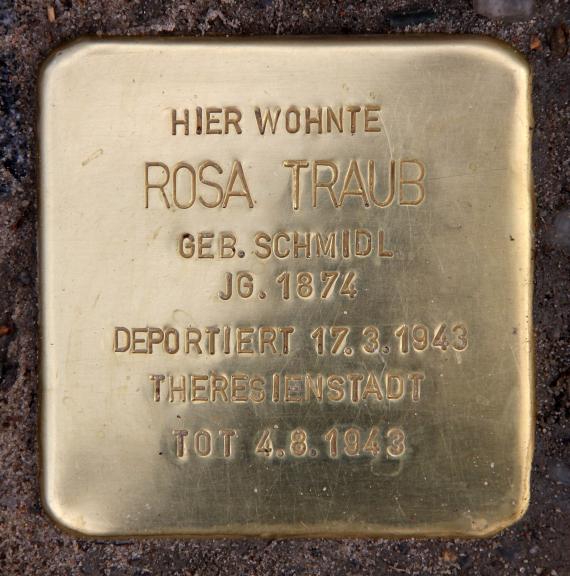 HIER WOHNTE
ROSA TRAUB
GEB. SCHMIDL
JG. 1874
DEPORTIERT 17.3.1943
THERESIENSTADT
TOT 4.8.1943